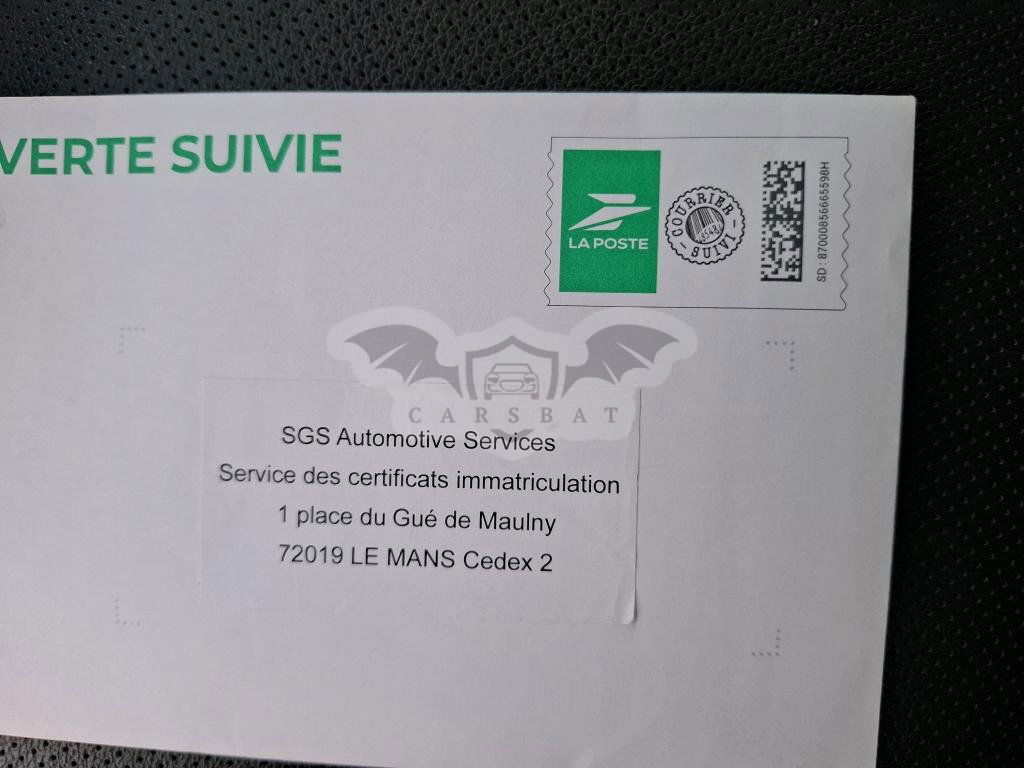 VERTE SUIVIE
LA POSTE
COURRIER
SUIVI
SD : 87000856665598H
CARSBAT
SGS Automotive Services
Service des certificats immatriculation
1 place du Gué de Maulny
72019 LE MANS Cedex 2